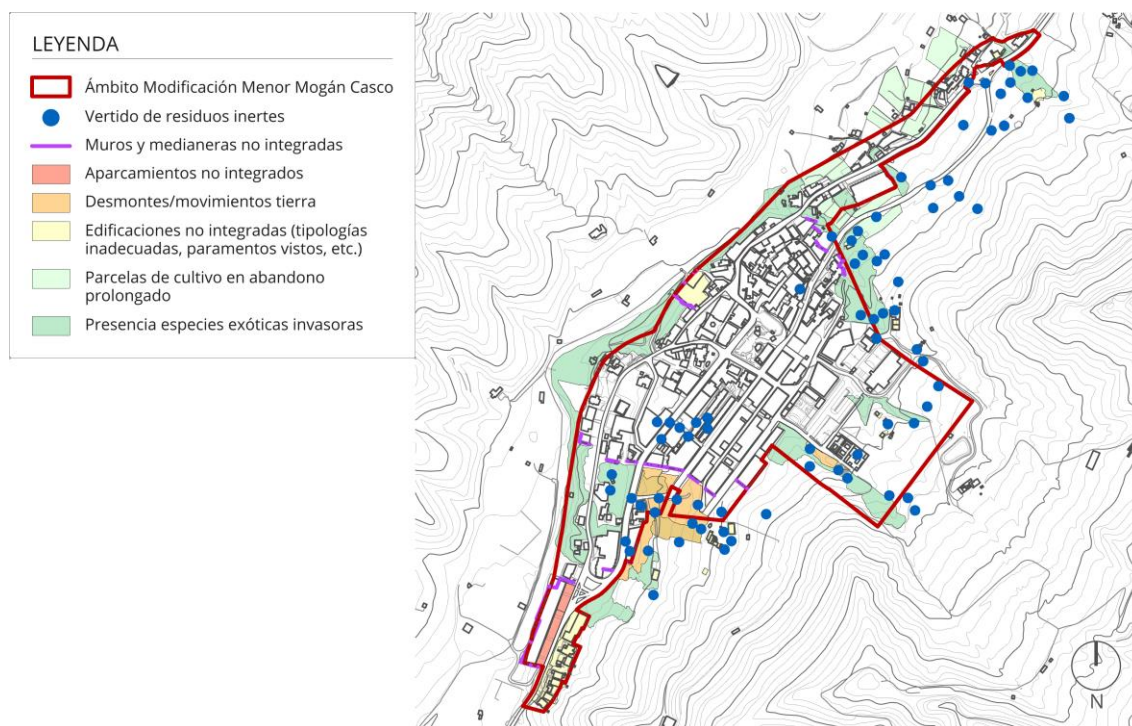 LEYENDA
Ámbito Modificación Menor Mogán Casco
Vertido de residuos inertes
Muros y medianeras no integradas
Aparcamientos no integrados
Desmontes/movimientos tierra
Edificaciones no integradas (tipologías
inadecuadas, paramentos vistos, etc.)
Parcelas de cultivo en abandono
prolongado
Presencia especies exóticas invasoras
N